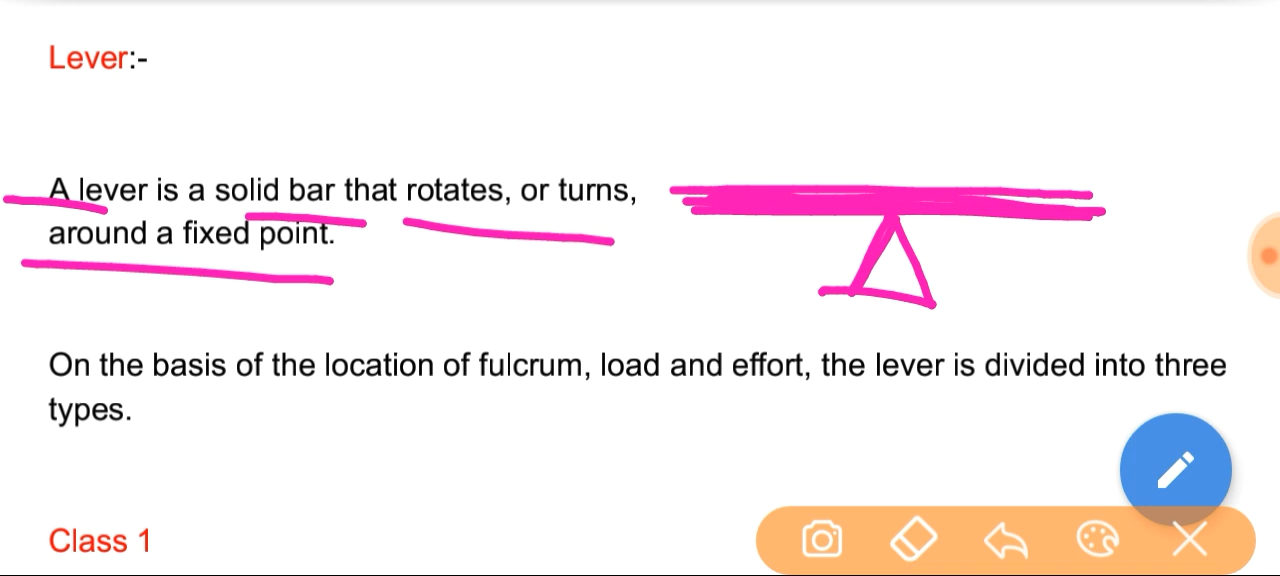 Lever:-
A lever is a solid bar that rotates, or turns,
around a fixed point.
On the basis of the location of fulcrum, load and effort, the lever is divided into three
types.
Class 1